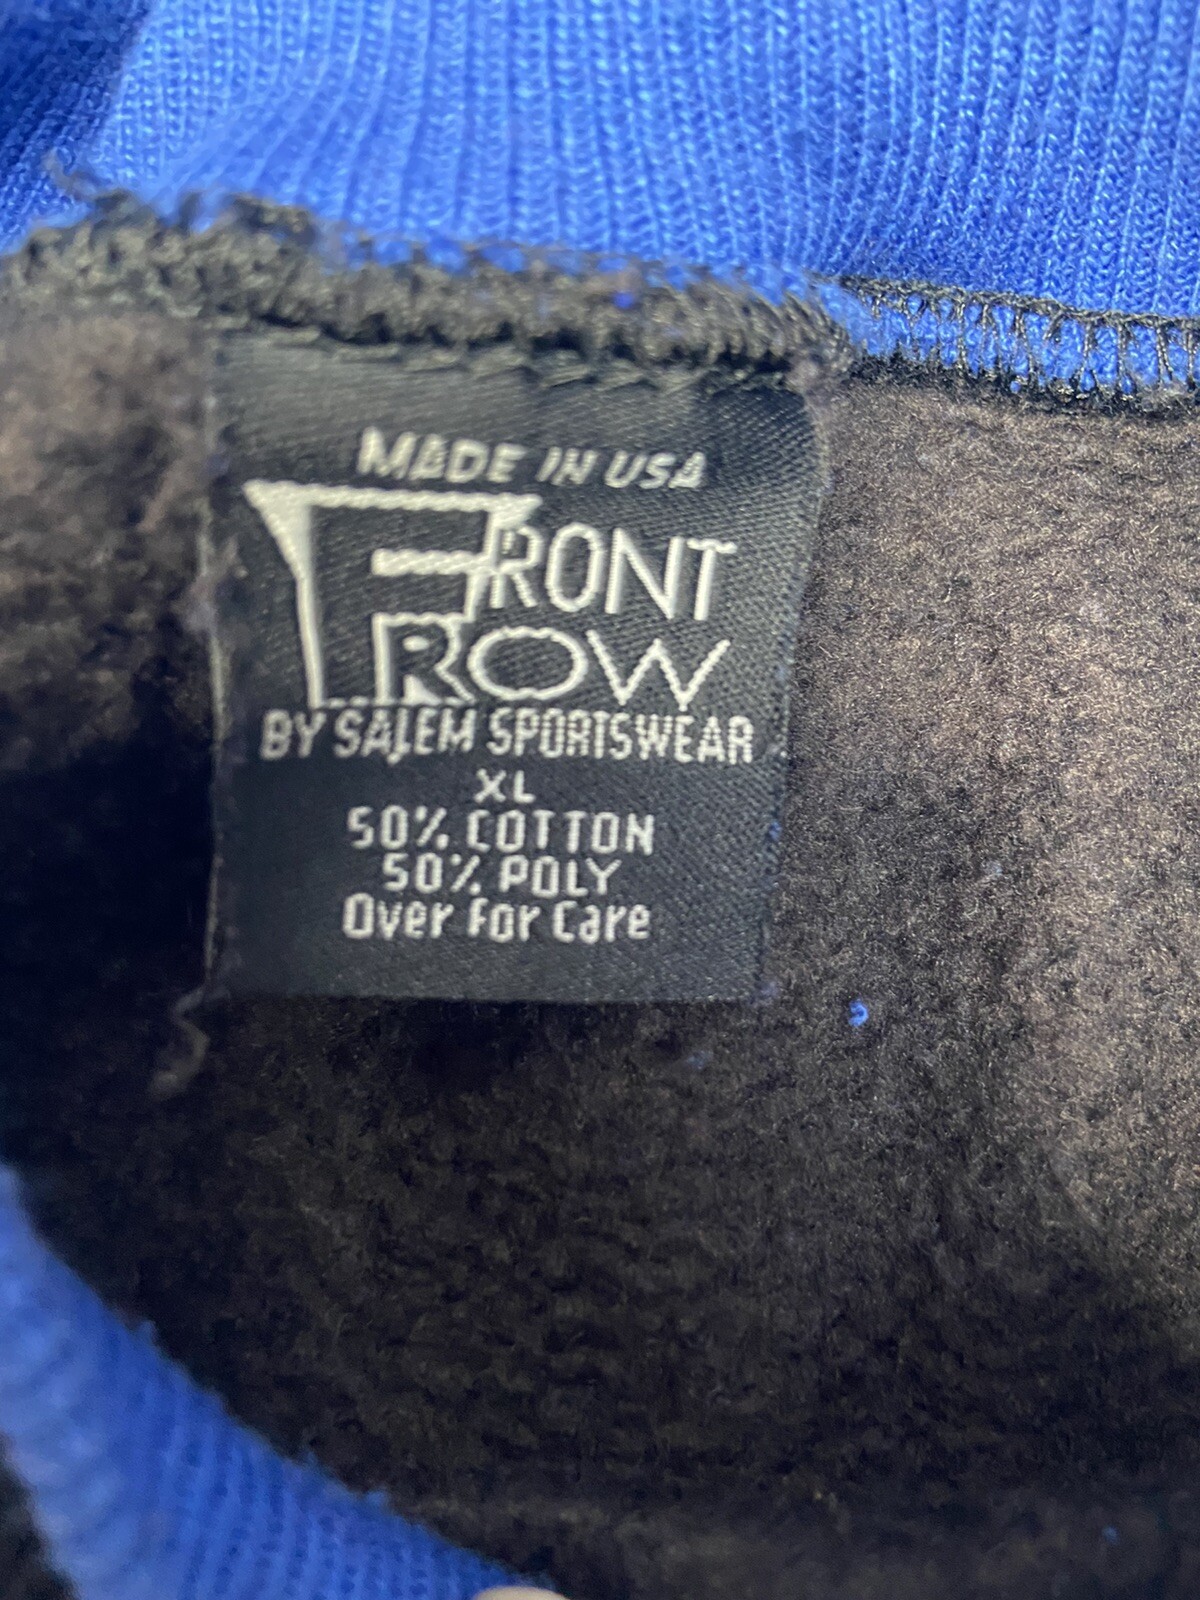 MADE IN USA
FRONT
ROW
BY SALEM SPORTSWEAR
XL
50% COTTON
50% POLY
Over for Care